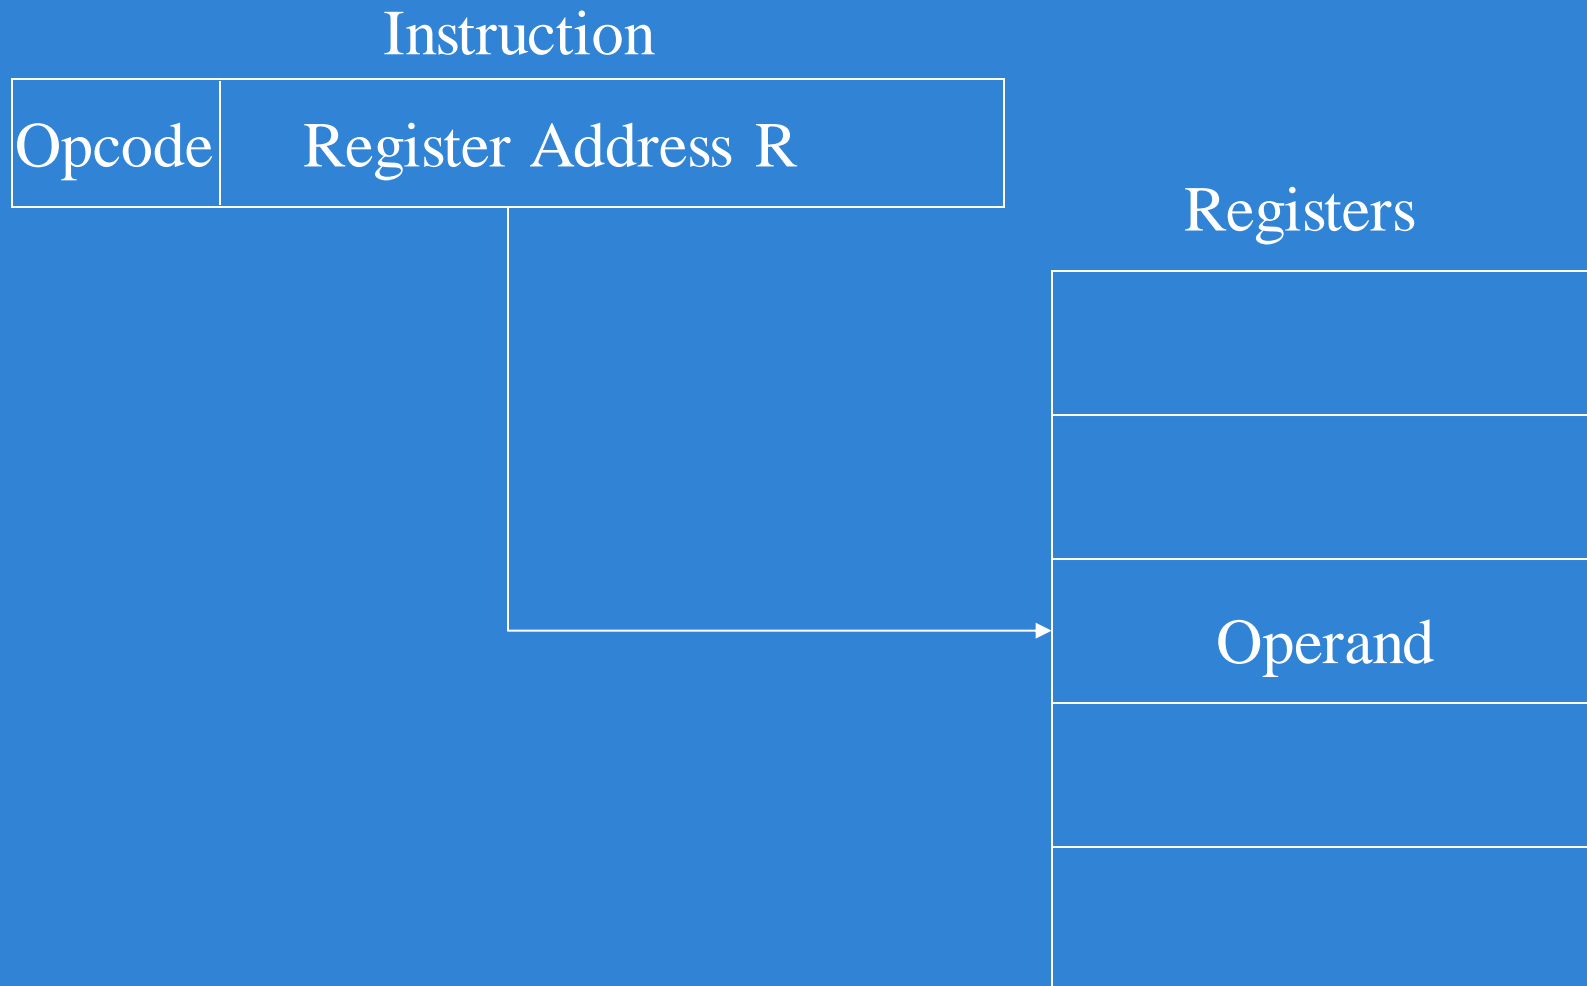 Instruction
Opcode
Register Address R
Registers
Operand